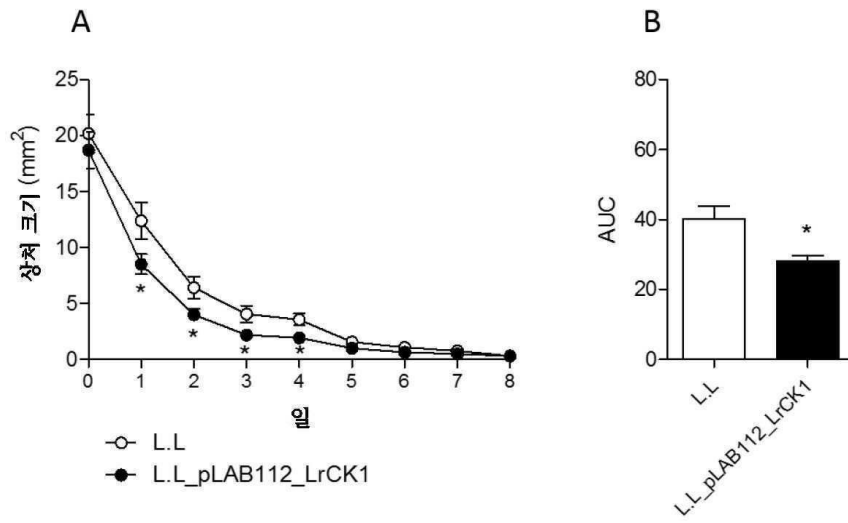 A
25
20
15
10
5
0
상처 크기 (mm²)
*
*
*
*
0 1 2 3 4 5 6 7 8
일
L.L
L.L_pLAB112_LrCK1
B
80
60
40
20
0
AUC
*
L.L
L.L_pLAB112_LrCK1